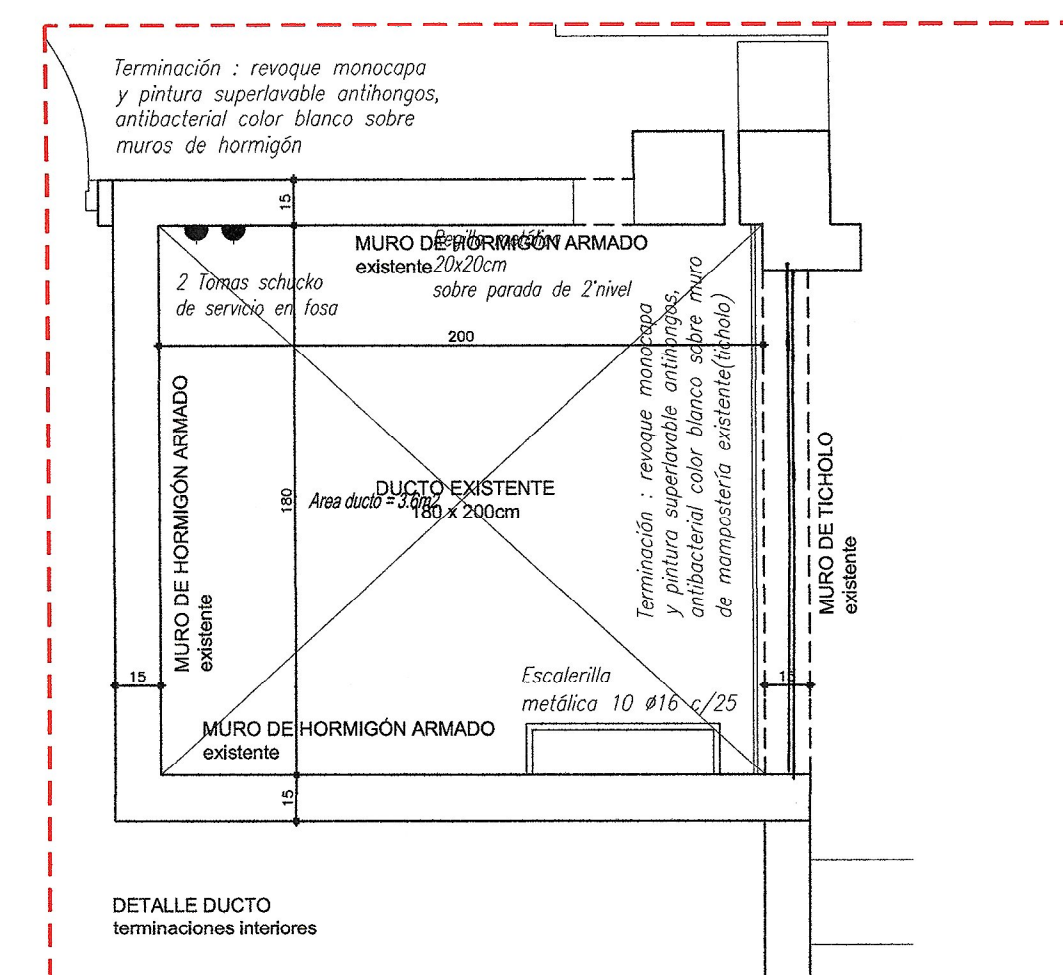 Terminación : revoque monocapa
y pintura superlavable antihongos,
antibacterial color blanco sobre
muros de hormigón
15
MURO DE HORMIGÓN ARMADO
existente
metálica
20x20cm
sobre parada de 2°nivel
2 Tomas schucko
de servicio en fosa
200
Terminación : revoque monocapa
y pintura superlavable antihongos,
antibacterial color blanco sobre muro
de mampostería existente(ticholo)
MURO DE HORMIGÓN ARMADO
existente
180
DUCTO EXISTENTE
180 x 200cm
Area ducto = 3.6m2
MURO DE TICHOLO
existente
15
15
Escalerilla
metálica 10 ø16 c/25
MURO DE HORMIGÓN ARMADO
existente
15
DETALLE DUCTO
terminaciones interiores